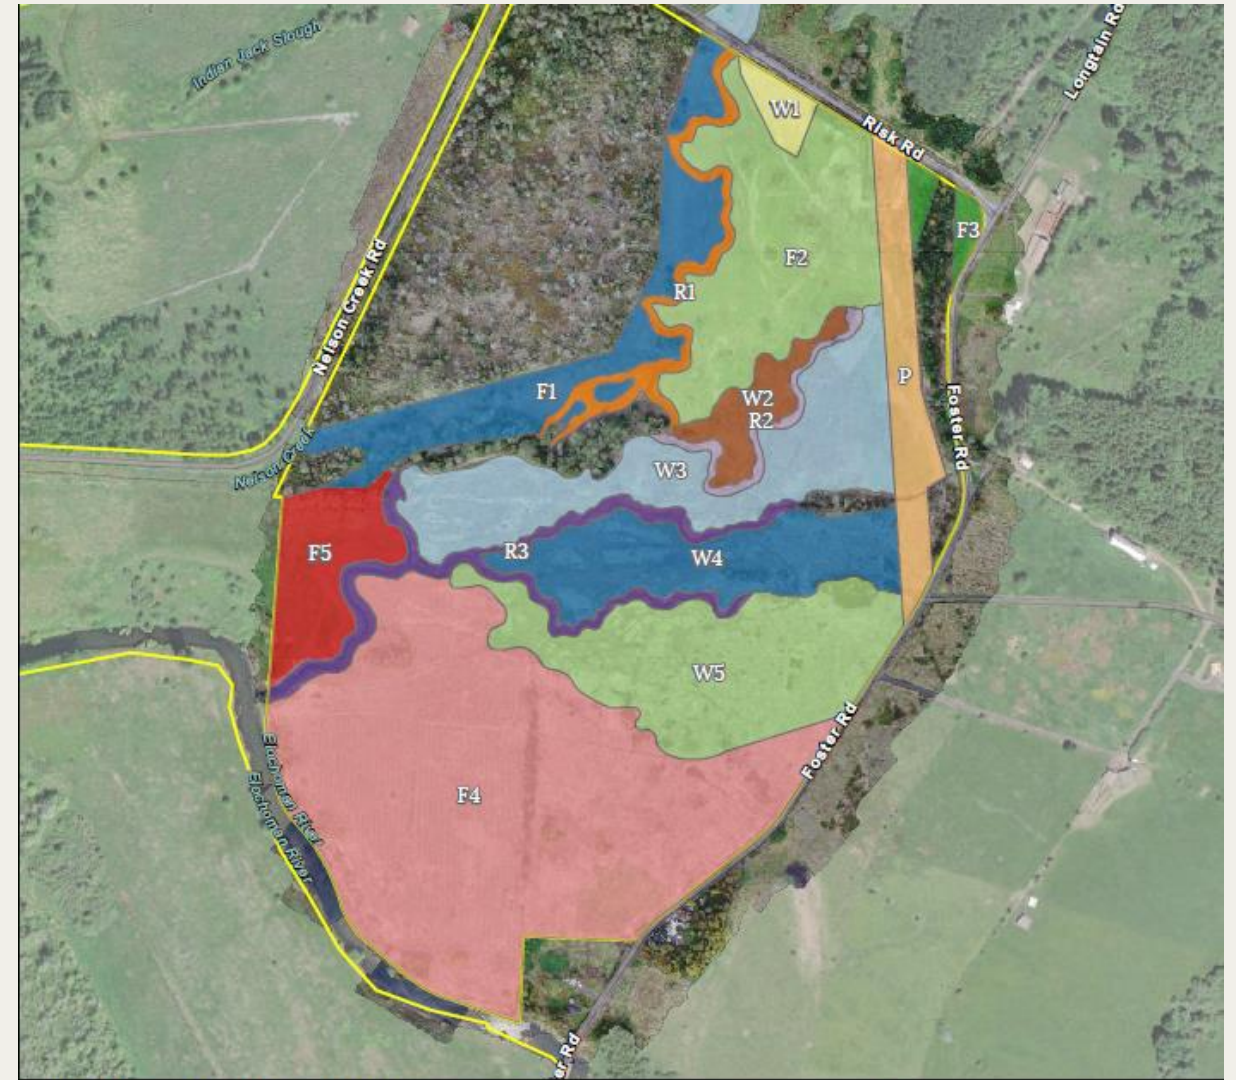 Indian Jack Slough
Longtain Rd
W1
Risk Rd
F3
F2
Nelson Creek Rd
R1
P
F1
W2
R2
Foster Rd
Nelson Creek
W3
F5
R3
W4
W5
Foster Rd
Elochoman River
Elochoman River
F4
er Rd